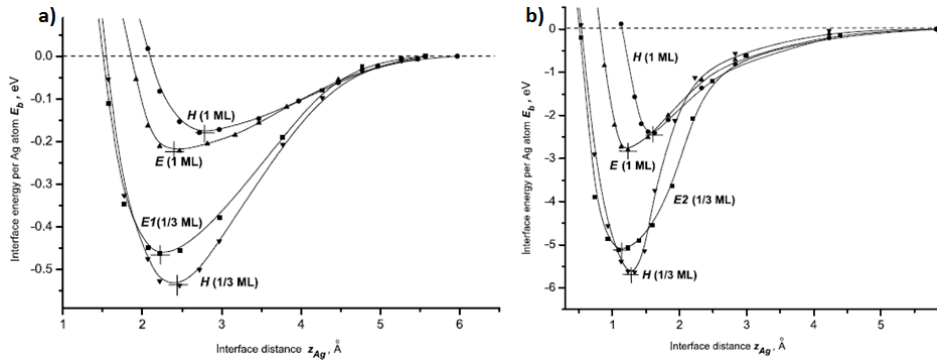 a)
0.0
-0.1
-0.2
-0.3
-0.4
-0.5
Interface energy per Ag atom E_b, eV
H (1 ML)
E (1 ML)
E1(1/3 ML)
H (1/3 ML)
1 2 3 4 5 6
Interface distance z_Ag, Å
b)
0
-1
-2
-3
-4
-5
-6
Interface energy per Ag atom E_b, eV
H (1 ML)
E (1 ML)
E2 (1/3 ML)
H (1/3 ML)
1 2 3 4 5
Interface distance z_Ag, Å